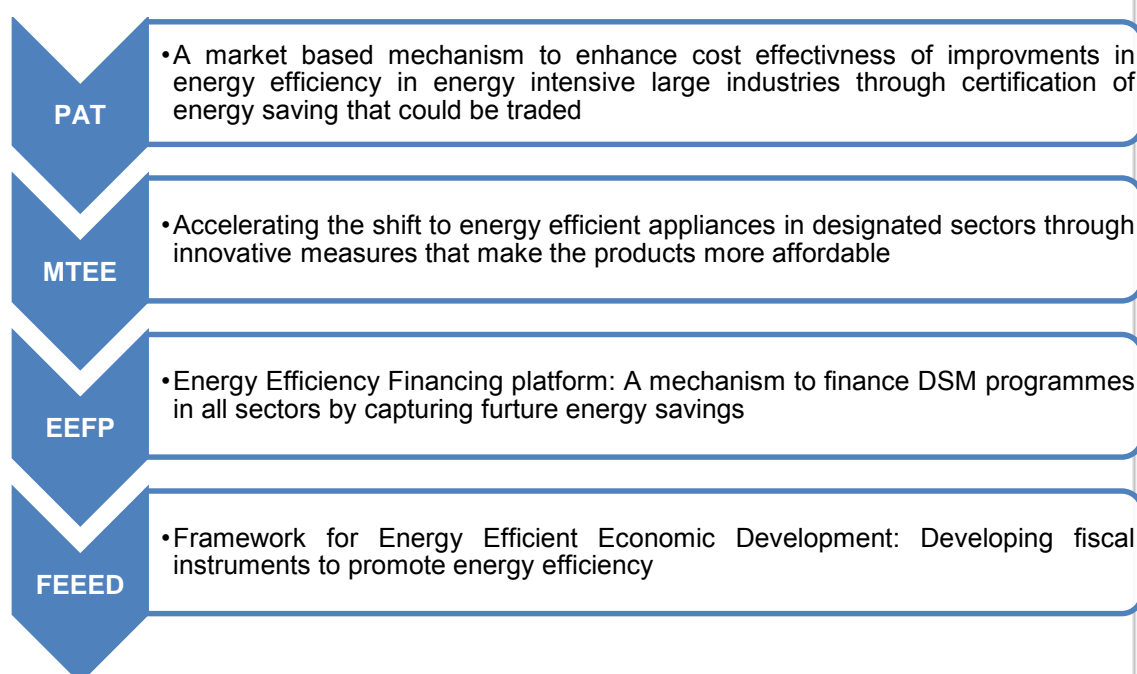 PAT
•A market based mechanism to enhance cost effectivness of improvments in
energy efficiency in energy intensive large industries through certification of
energy saving that could be traded
MTEE
•Accelerating the shift to energy efficient appliances in designated sectors through
innovative measures that make the products more affordable
EEFP
•Energy Efficiency Financing platform: A mechanism to finance DSM programmes
in all sectors by capturing furture energy savings
FEEED
•Framework for Energy Efficient Economic Development: Developing fiscal
instruments to promote energy efficiency